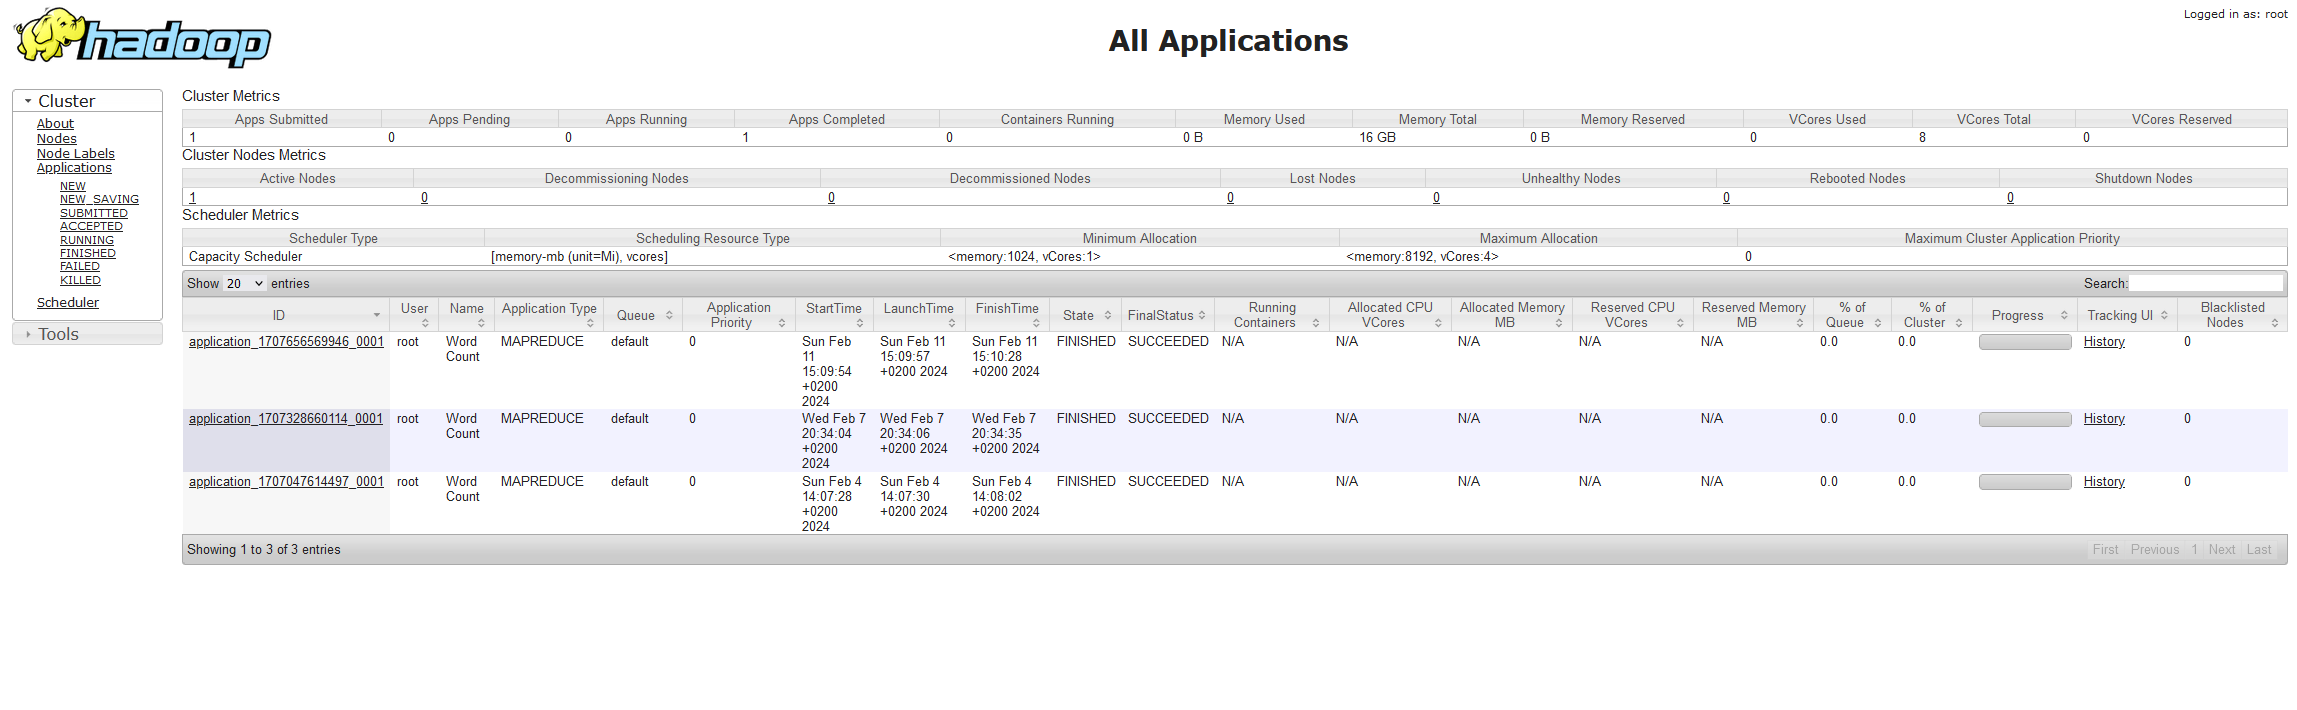 hadoop
All Applications
Logged in as: root
Cluster
About
Nodes
Node Labels
Applications
NEW
NEW_SAVING
SUBMITTED
ACCEPTED
RUNNING
FINISHED
FAILED
KILLED
Scheduler
Tools
Cluster Metrics
Apps Submitted Apps Pending Apps Running Apps Completed Containers Running Memory Used Memory Total Memory Reserved VCores Used VCores Total VCores Reserved
1 0 0 1 0 0 B 16 GB 0 B 0 8 0
Cluster Nodes Metrics
Active Nodes Decommissioning Nodes Decommissioned Nodes Lost Nodes Unhealthy Nodes Rebooted Nodes Shutdown Nodes
1 0 0 0 0 0 0
Scheduler Metrics
Scheduler Type Scheduling Resource Type Minimum Allocation Maximum Allocation Maximum Cluster Application Priority
Capacity Scheduler [memory-mb (unit=Mi), vcores] <memory:1024, vCores:1> <memory:8192, vCores:4> 0
Show 20 entries Search:
ID User Name Application Type Queue Application Priority StartTime LaunchTime FinishTime State FinalStatus Running Containers Allocated CPU VCores Allocated Memory MB Reserved CPU VCores Reserved Memory MB % of Queue % of Cluster Progress Tracking UI Blacklisted Nodes
application_1707656569946_0001 root Word Count MAPREDUCE default 0 Sun Feb 11 15:09:54 +0200 2024 Sun Feb 11 15:09:57 +0200 2024 Sun Feb 11 15:10:28 +0200 2024 FINISHED SUCCEEDED N/A N/A N/A N/A N/A 0.0 0.0 History 0
application_1707328660114_0001 root Word Count MAPREDUCE default 0 Wed Feb 7 20:34:04 +0200 2024 Wed Feb 7 20:34:06 +0200 2024 Wed Feb 7 20:34:35 +0200 2024 FINISHED SUCCEEDED N/A N/A N/A N/A N/A 0.0 0.0 History 0
application_1707047614497_0001 root Word Count MAPREDUCE default 0 Sun Feb 4 14:07:28 +0200 2024 Sun Feb 4 14:07:30 +0200 2024 Sun Feb 4 14:08:02 +0200 2024 FINISHED SUCCEEDED N/A N/A N/A N/A N/A 0.0 0.0 History 0
Showing 1 to 3 of 3 entries First Previous 1 Next Last